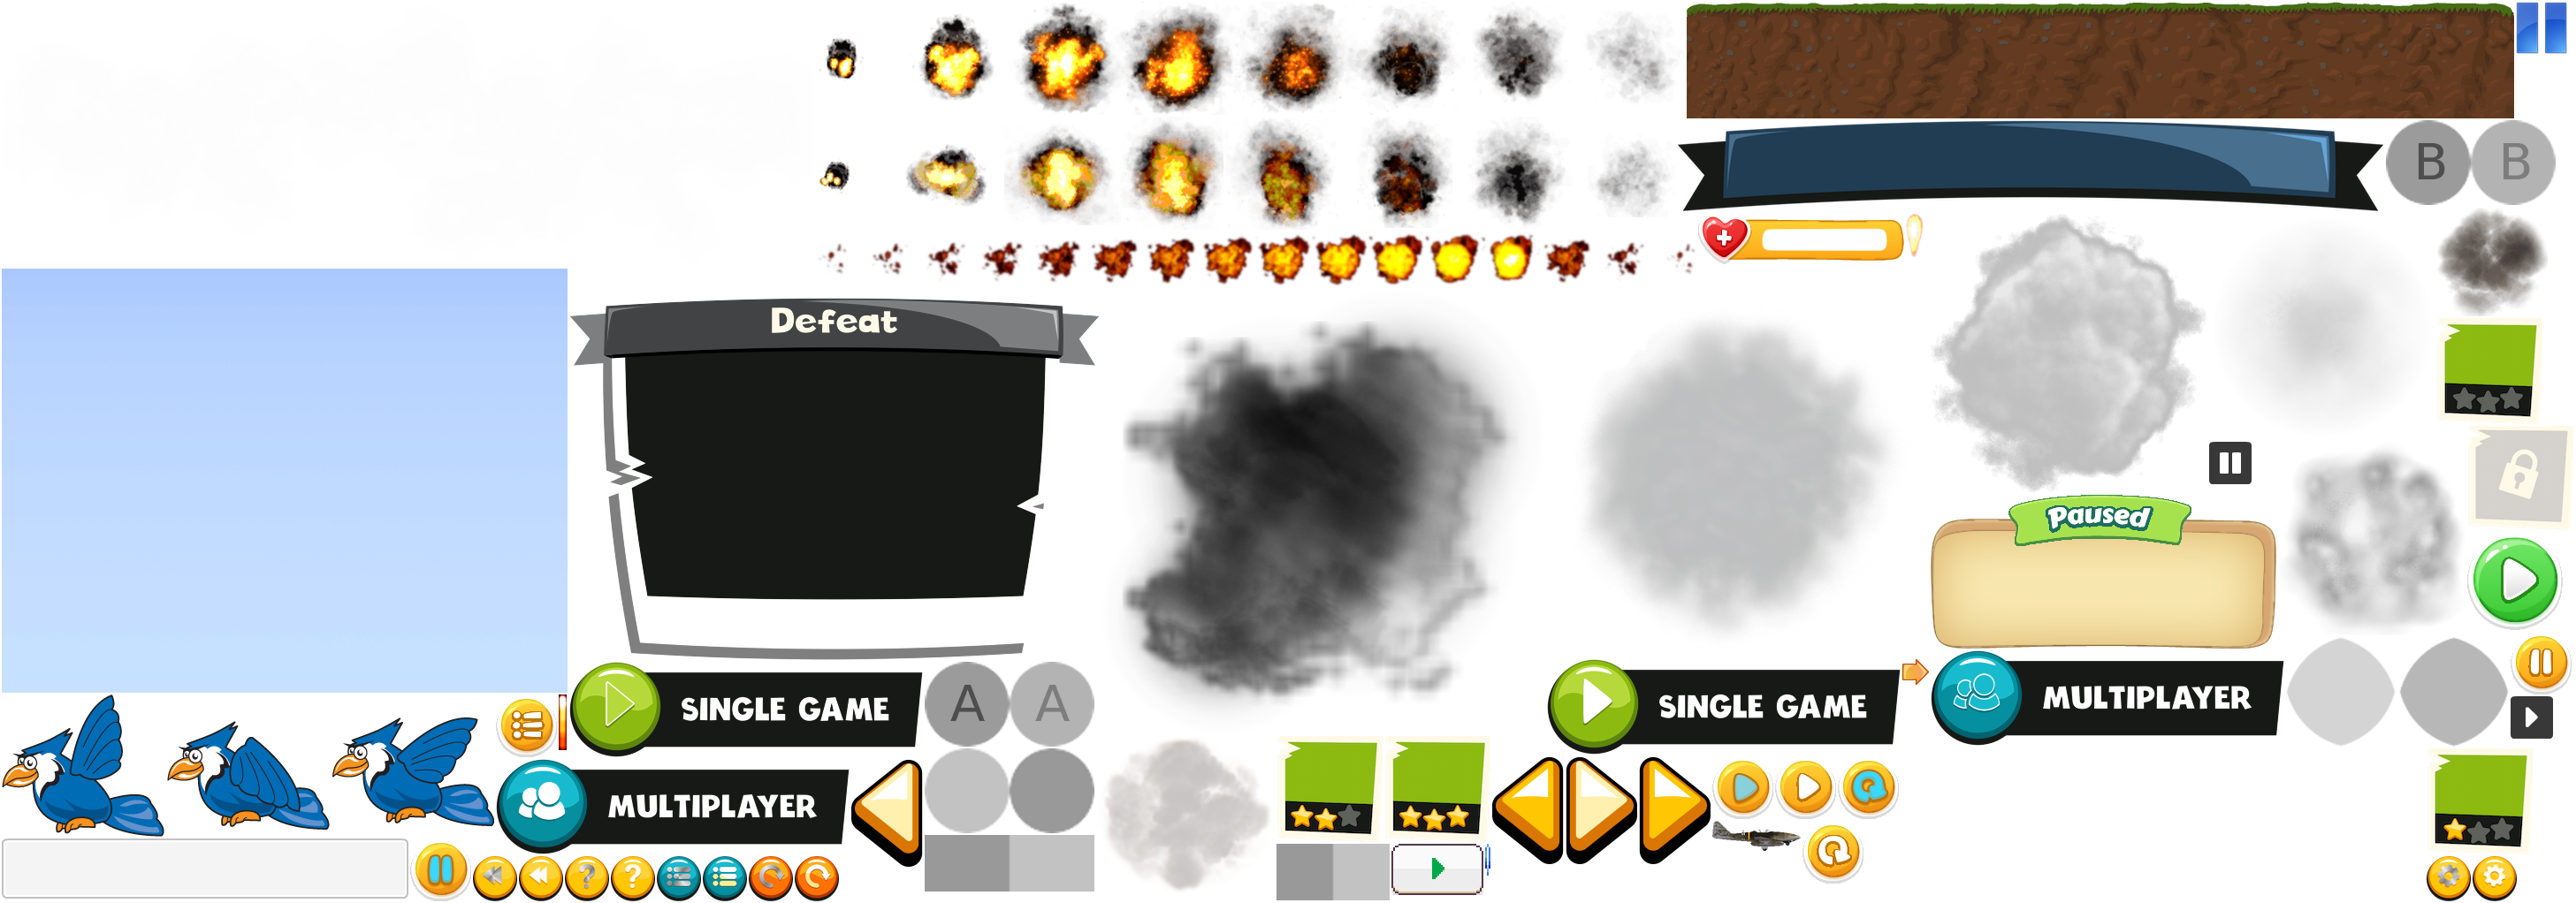 B B
Defeat
Paused
SINGLE GAME
A A
SINGLE GAME
MULTIPLAYER
MULTIPLAYER
? ?